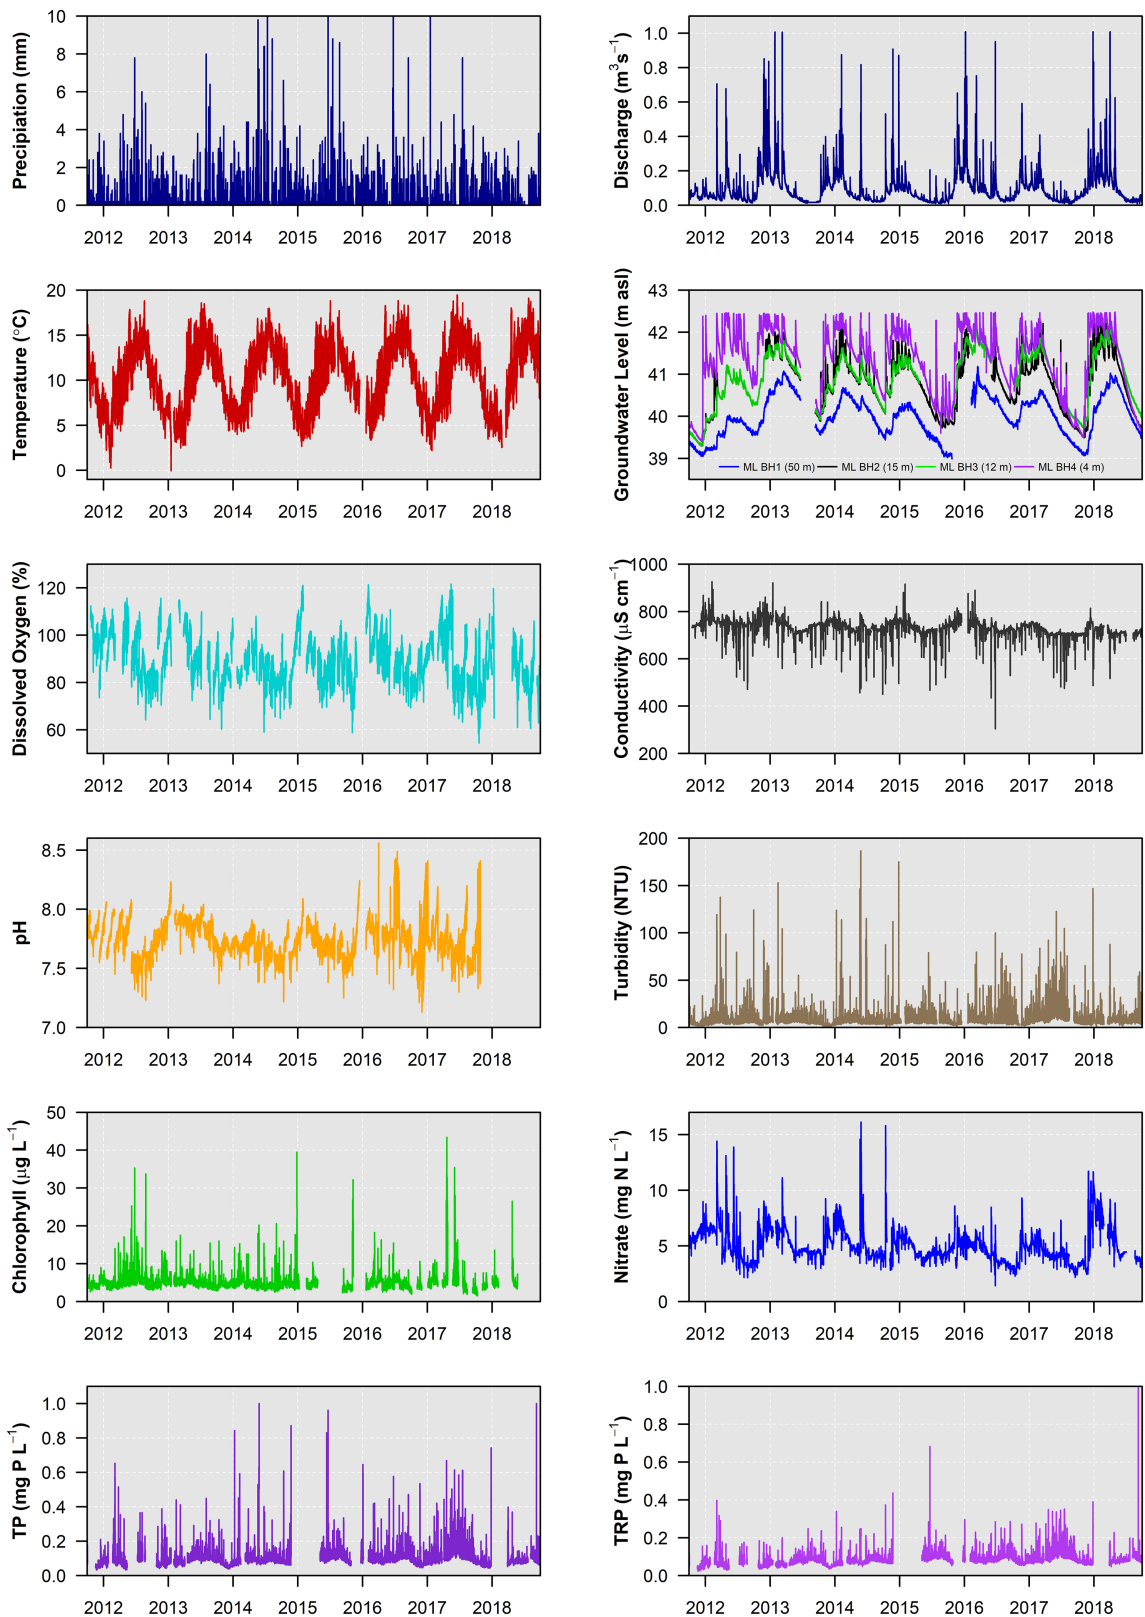 Precipiation (mm)
10
8
6
4
2
0
2012 2013 2014 2015 2016 2017 2018
Discharge (m³s⁻¹)
1.0
0.8
0.6
0.4
0.2
0.0
2012 2013 2014 2015 2016 2017 2018
Temperature (°C)
20
15
10
5
0
2012 2013 2014 2015 2016 2017 2018
Groundwater Level (m asl)
43
42
41
40
39
ML BH1 (50 m) ML BH2 (15 m) ML BH3 (12 m) ML BH4 (4 m)
2012 2013 2014 2015 2016 2017 2018
Dissolved Oxygen (%)
120
100
80
60
2012 2013 2014 2015 2016 2017 2018
Conductivity (μS cm⁻¹)
1000
800
600
400
200
2012 2013 2014 2015 2016 2017 2018
pH
8.5
8.0
7.5
7.0
2012 2013 2014 2015 2016 2017 2018
Turbidity (NTU)
200
150
100
50
0
2012 2013 2014 2015 2016 2017 2018
Chlorophyll (μg L⁻¹)
50
40
30
20
10
0
2012 2013 2014 2015 2016 2017 2018
Nitrate (mg N L⁻¹)
15
10
5
0
2012 2013 2014 2015 2016 2017 2018
TP (mg P L⁻¹)
1.0
0.8
0.6
0.4
0.2
0.0
2012 2013 2014 2015 2016 2017 2018
TRP (mg P L⁻¹)
1.0
0.8
0.6
0.4
0.2
0.0
2012 2013 2014 2015 2016 2017 2018